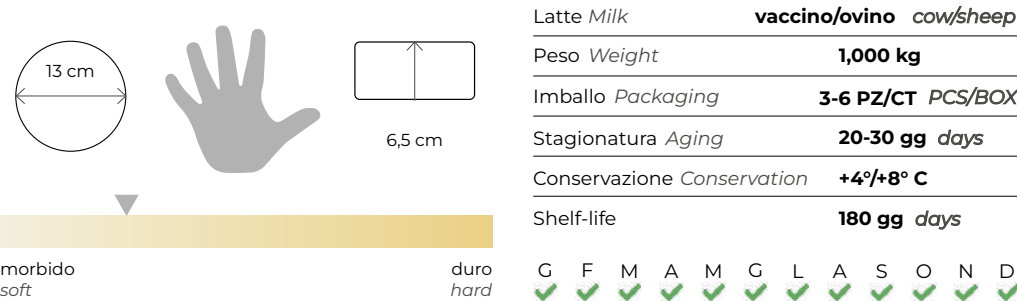 13 cm
6,5 cm
morbido duro
soft hard
Latte Milk vaccino/ovino cow/sheep
Peso Weight 1,000 kg
Imballo Packaging 3-6 PZ/CT PCS/BOX
Stagionatura Aging 20-30 gg days
Conservazione Conservation +4°/+8° C
Shelf-life 180 gg days
G F M A M G L A S O N D